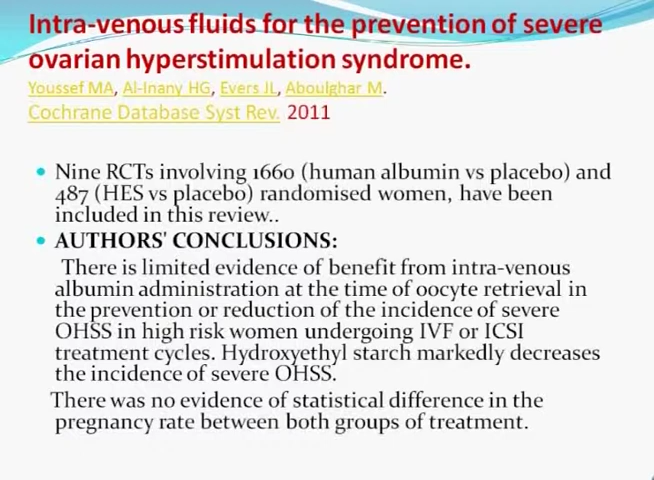 Intra-venous fluids for the prevention of severe
ovarian hyperstimulation syndrome.
Youssef MA, Al-Inany HG, Evers JL, Aboulghar M.
Cochrane Database Syst Rev. 2011
• Nine RCTs involving 1660 (human albumin vs placebo) and
487 (HES vs placebo) randomised women, have been
included in this review..
• AUTHORS' CONCLUSIONS:
There is limited evidence of benefit from intra-venous
albumin administration at the time of oocyte retrieval in
the prevention or reduction of the incidence of severe
OHSS in high risk women undergoing IVF or ICSI
treatment cycles. Hydroxyethyl starch markedly decreases
the incidence of severe OHSS.
There was no evidence of statistical difference in the
pregnancy rate between both groups of treatment.